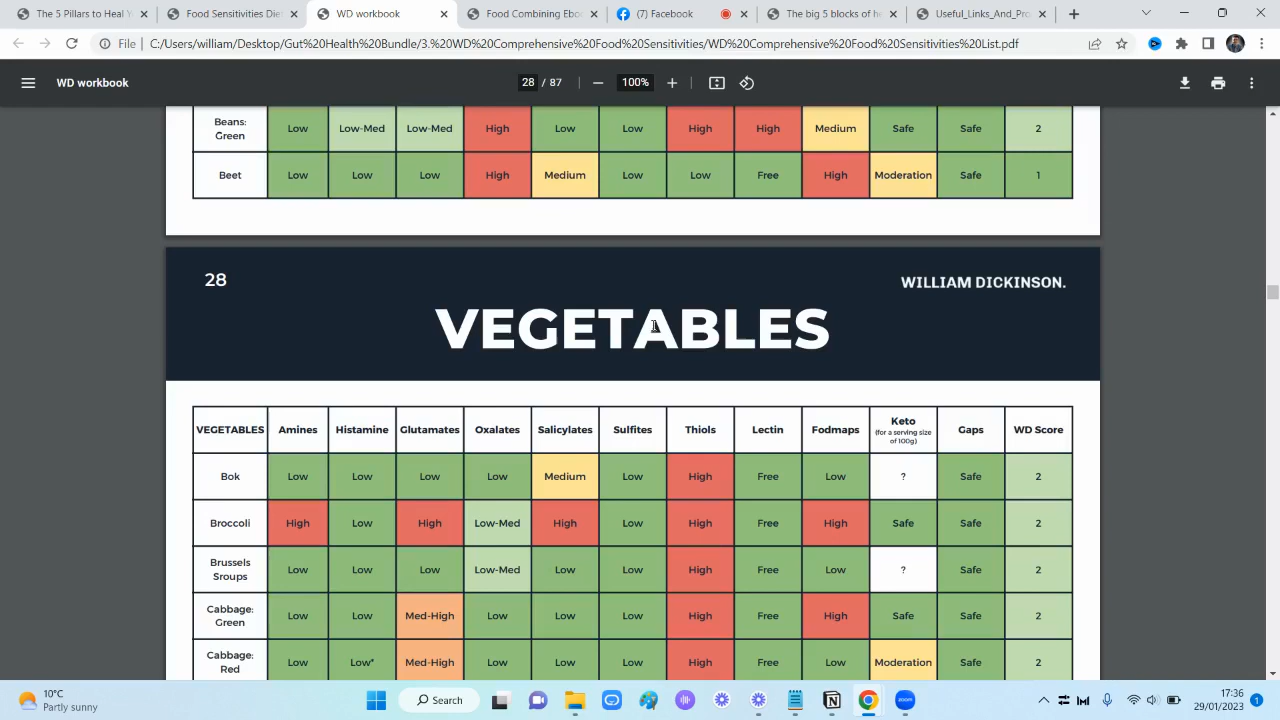 The 5 Pillars to Heal Y
Food Sensitivities Die
WD workbook
Food Combining Eboo
(7) Facebook
The big 5 blocks of he
Useful_Links_And_Pro
File C:/Users/william/Desktop/Gut%20Health%20Bundle/3.%20WD%20Comprehensive%20Food%20Sensitivities/WD%20Comprehensive%20Food%20Sensitivities%20List.pdf
WD workbook 28 / 87 100%
Beans: Green Low Low-Med Low-Med High Low Low High High Medium Safe Safe 2
Beet Low Low Low High Medium Low Low Free High Moderation Safe 1
28
WILLIAM DICKINSON.
VEGETABLES
VEGETABLES Amines Histamine Glutamates Oxalates Salicylates Sulfites Thiols Lectin Fodmaps Keto (for a serving size of 100g) Gaps WD Score
Bok Low Low Low Low Medium Low High Free Low ? Safe 2
Broccoli High Low High Low-Med High Low High Free High Safe Safe 2
Brussels Sroups Low Low Low Low-Med Low Low High Free Low ? Safe 2
Cabbage: Green Low Low Med-High Low Low Low High Free High Safe Safe 2
Cabbage: Red Low Low* Med-High Low Low Low High Free Low Moderation Safe 2
10°C
Partly sunny
Search
17:36
29/01/2023
1